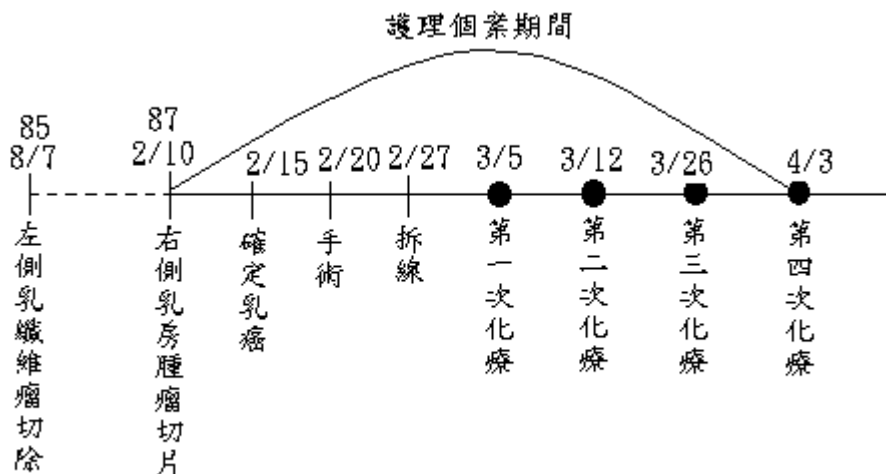 護理個案期間
85
8/7
87
2/10
2/15
2/20
2/27
3/5
3/12
3/26
4/3
左側乳纖維瘤切除
右側乳房腫瘤切片
確定乳癌
手術
拆線
第一次化療
第二次化療
第三次化療
第四次化療